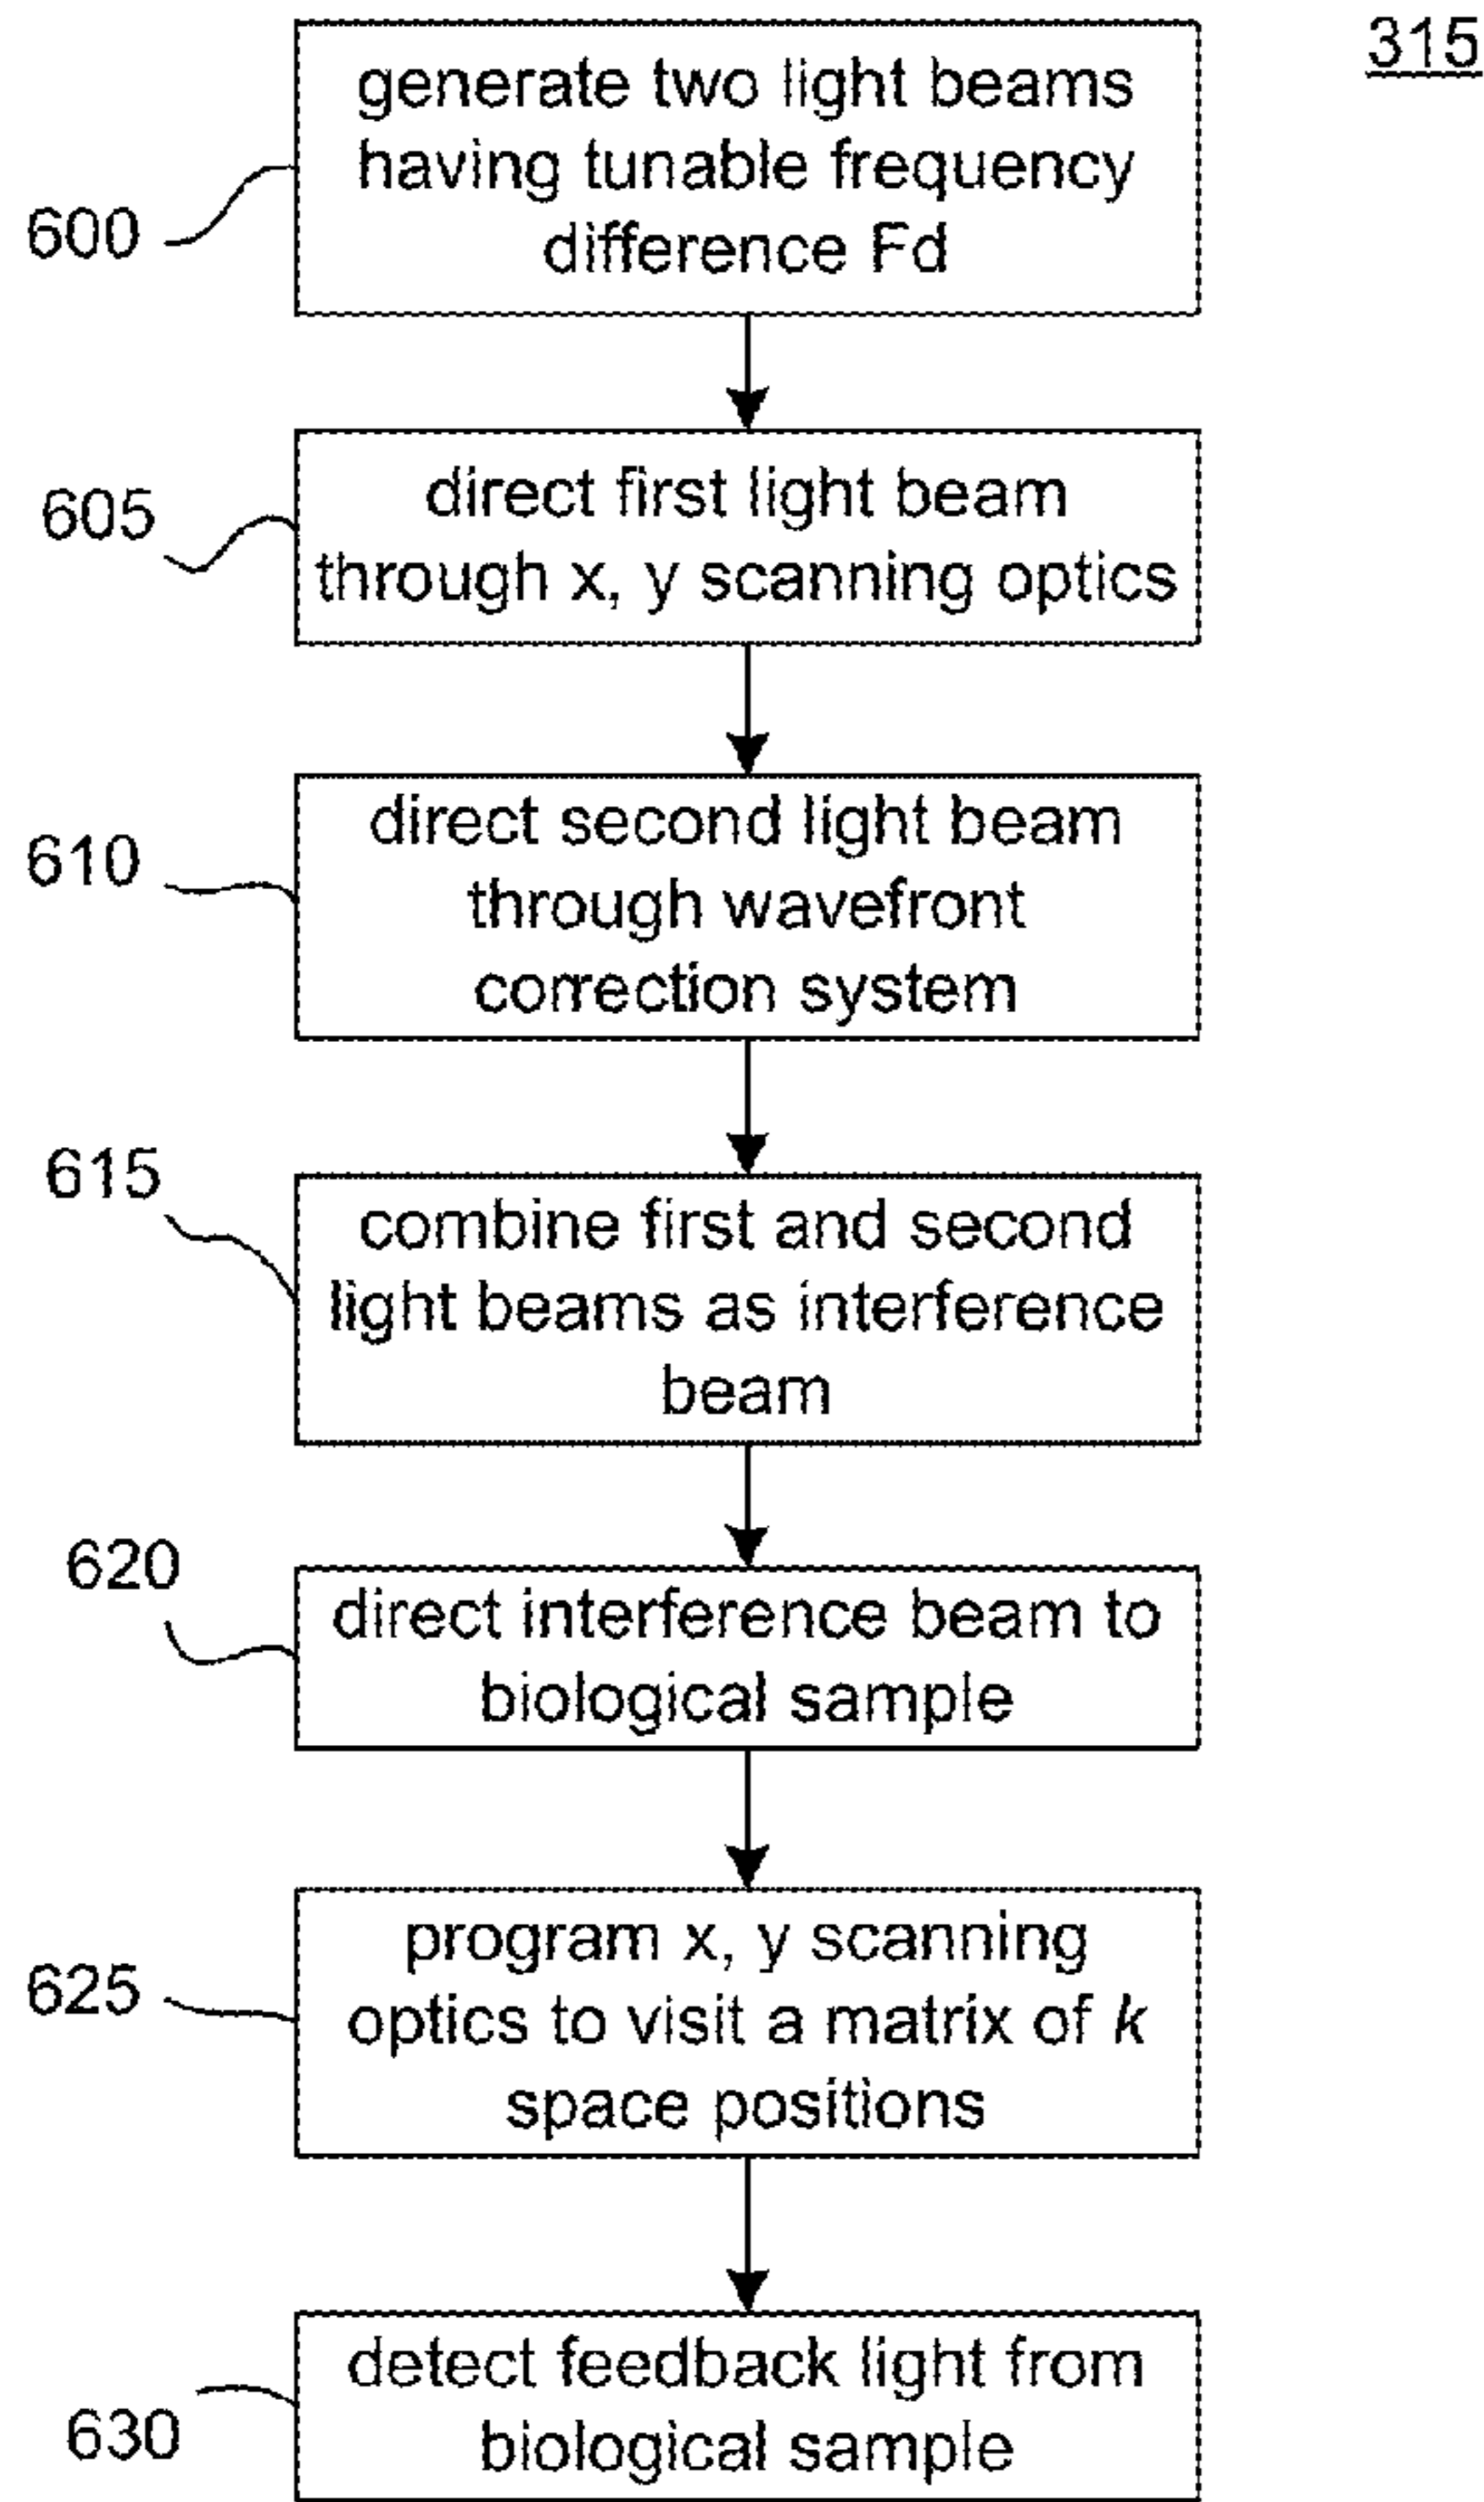 315
generate two light beams
having tunable frequency
difference Fd
600
direct first light beam
through x, y scanning optics
605
direct second light beam
through wavefront
correction system
610
combine first and second
light beams as interference
beam
615
direct interference beam to
biological sample
620
program x, y scanning
optics to visit a matrix of k
space positions
625
detect feedback light from
biological sample
630